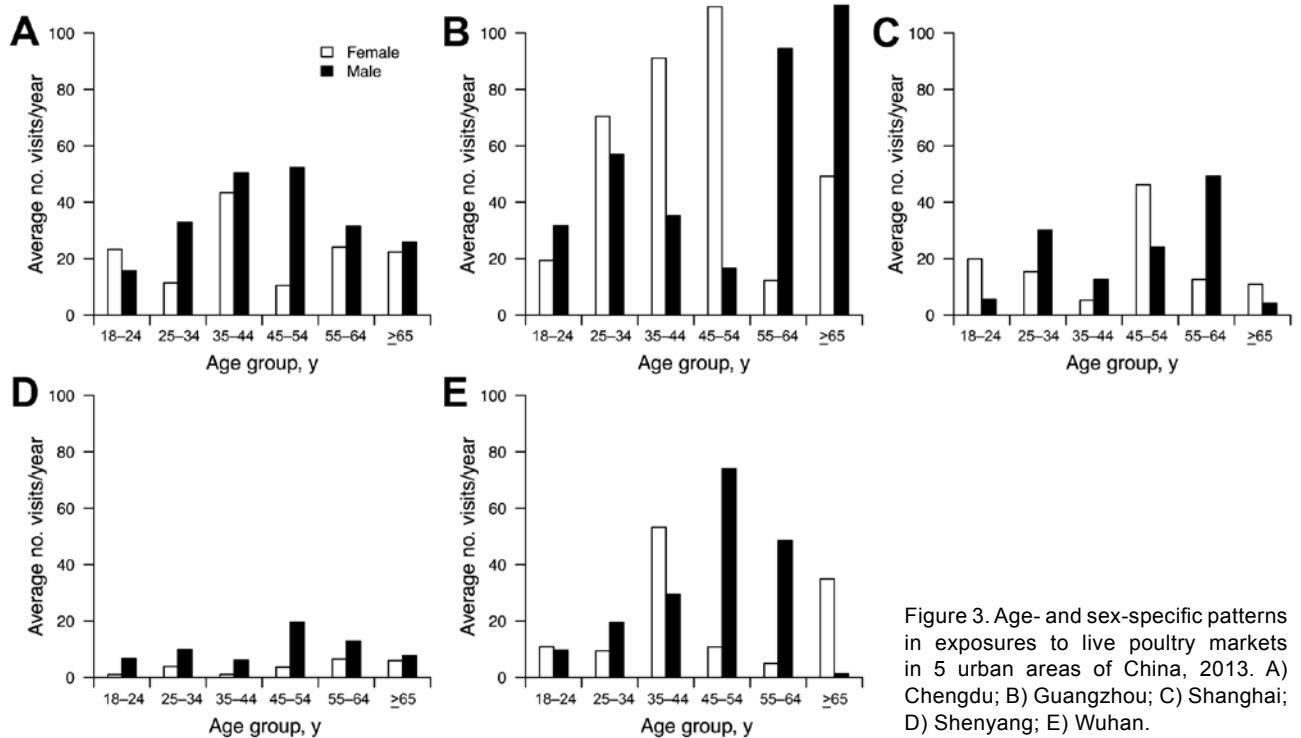 A
Female
Male
Average no. visits/year
100
80
60
40
20
0
18–24 25–34 35–44 45–54 55–64 ≥65
Age group, y
B
Average no. visits/year
100
80
60
40
20
0
18–24 25–34 35–44 45–54 55–64 ≥65
Age group, y
C
Average no. visits/year
100
80
60
40
20
0
18–24 25–34 35–44 45–54 55–64 ≥65
Age group, y
D
Average no. visits/year
100
80
60
40
20
0
18–24 25–34 35–44 45–54 55–64 ≥65
Age group, y
E
Average no. visits/year
100
80
60
40
20
0
18–24 25–34 35–44 45–54 55–64 ≥65
Age group, y
Figure 3. Age- and sex-specific patterns
in exposures to live poultry markets
in 5 urban areas of China, 2013. A)
Chengdu; B) Guangzhou; C) Shanghai;
D) Shenyang; E) Wuhan.